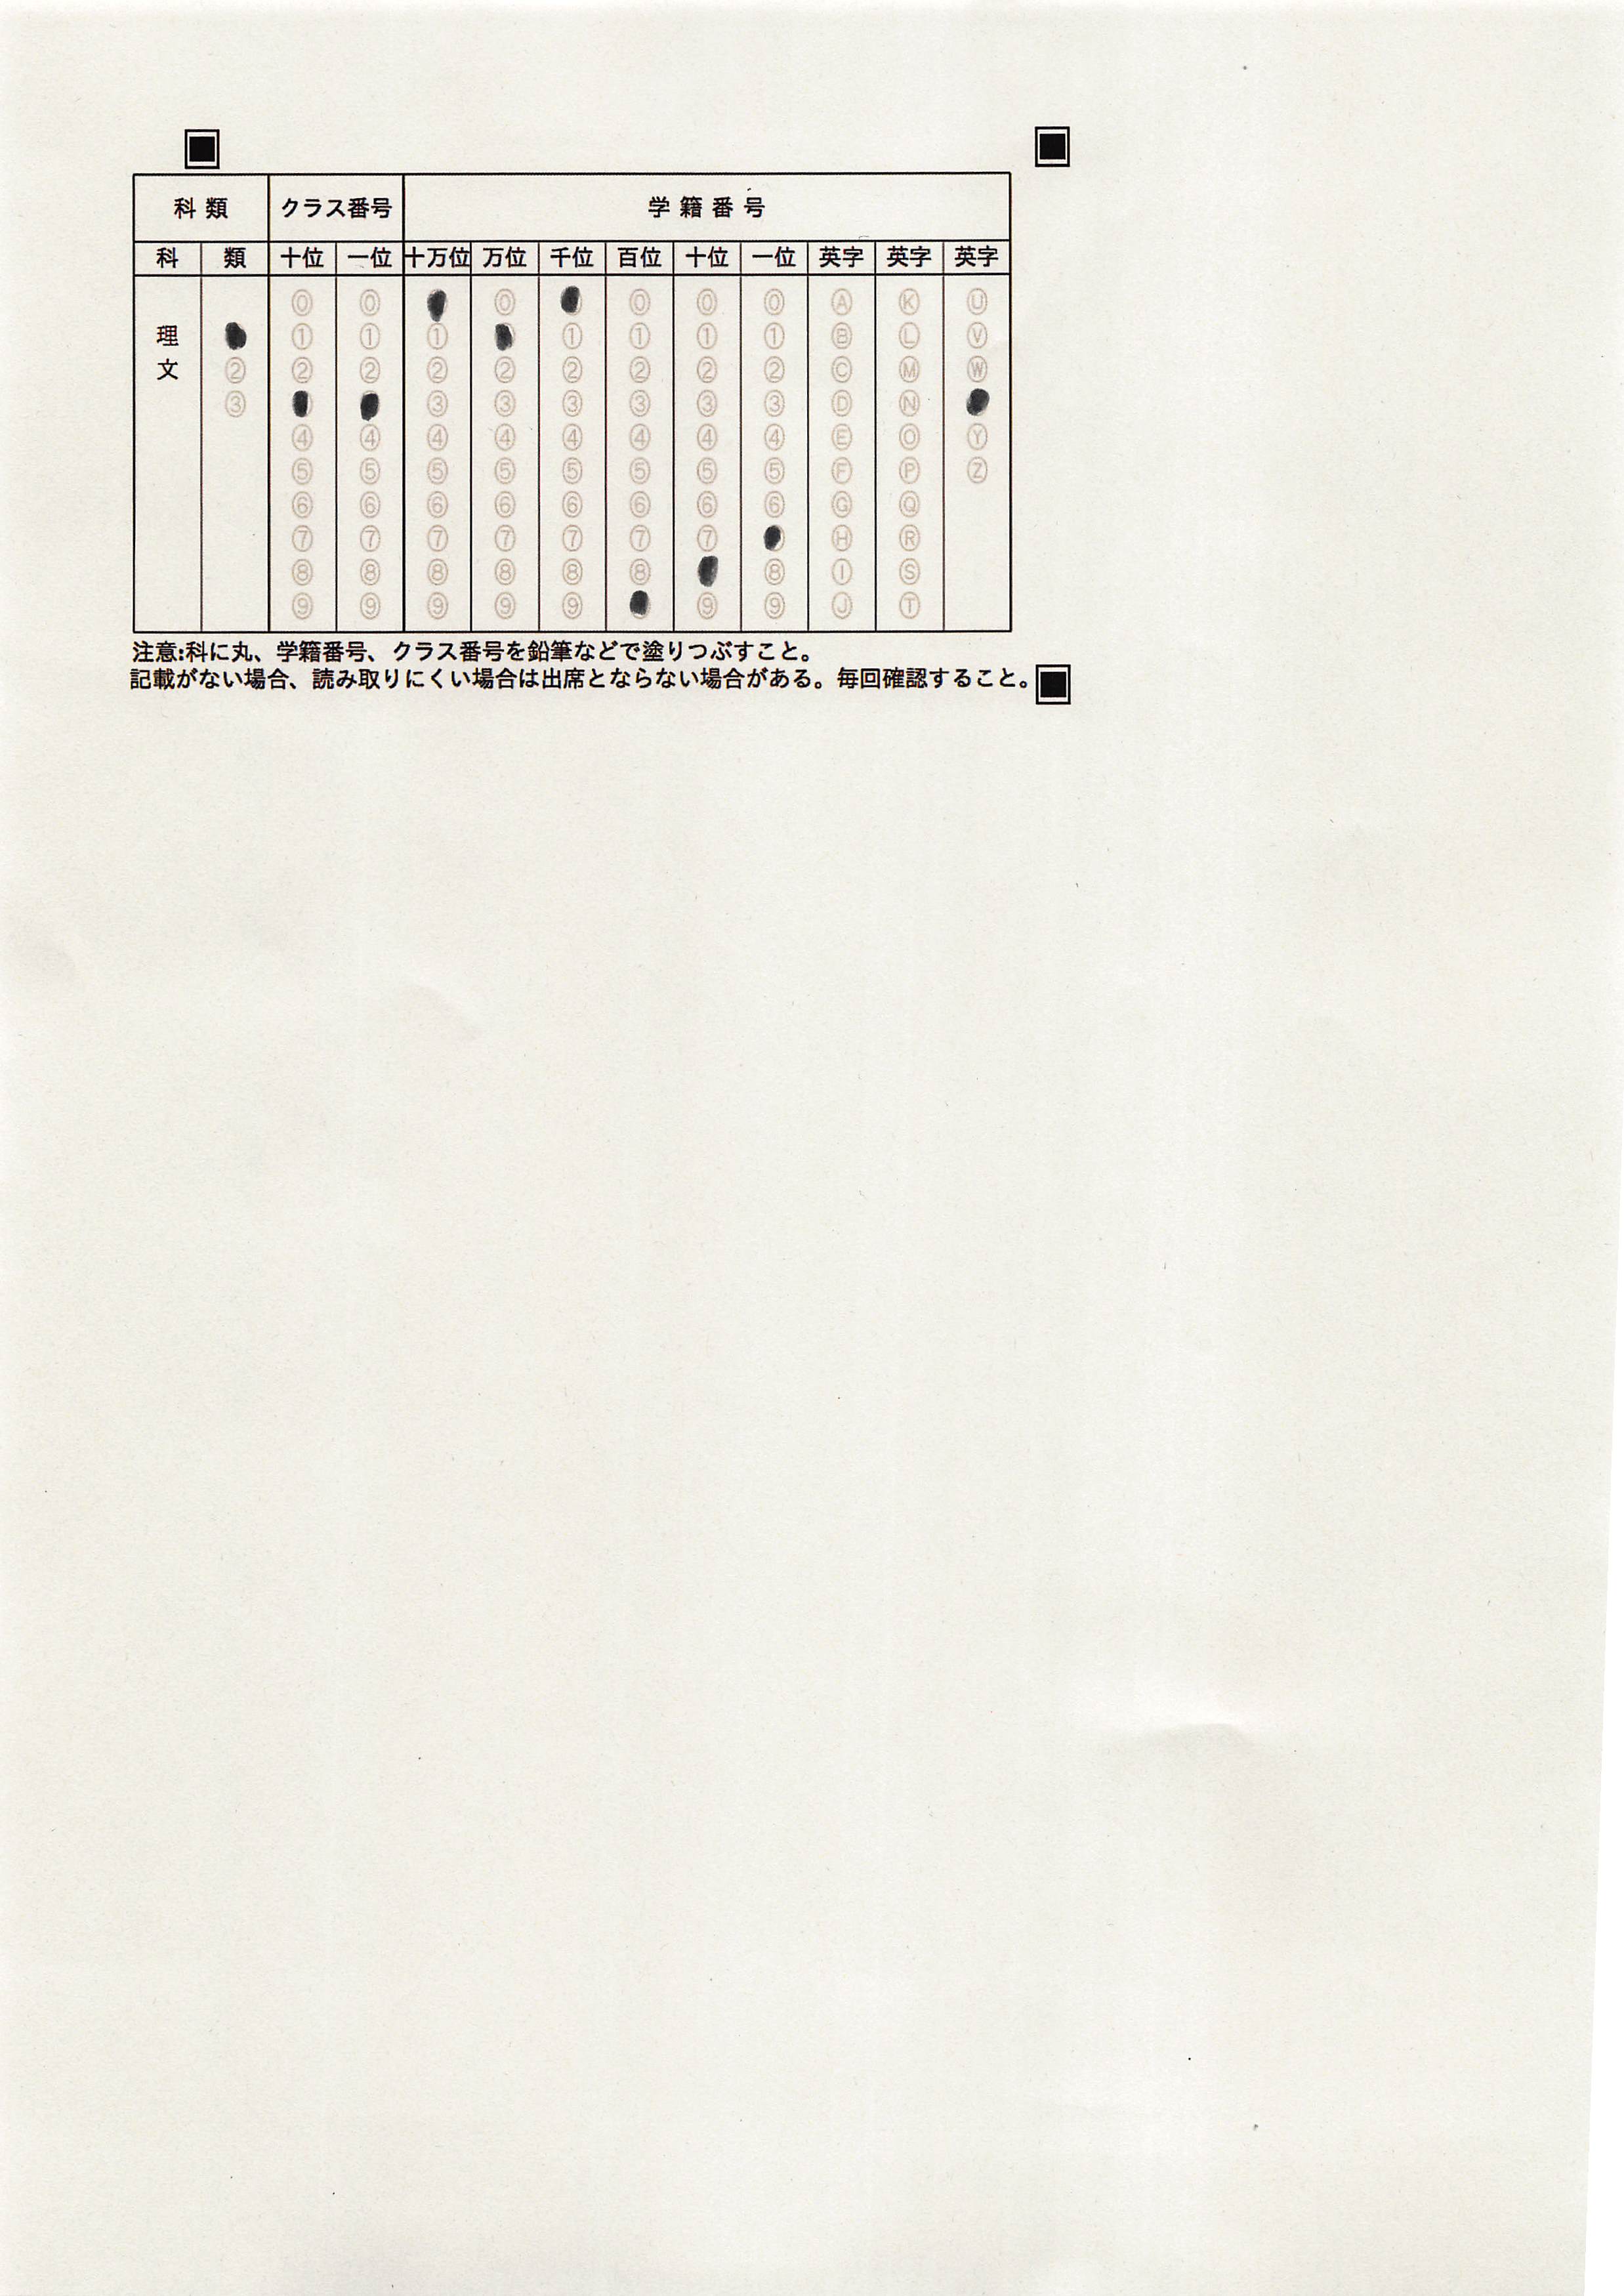 科 類 クラス番号 学 籍 番 号
科 類 十位 一位 十万位 万位 千位 百位 十位 一位 英字 英字 英字
⓪ ⓪ ⓪ ⓪ ⓪ ⓪ Ⓐ Ⓚ Ⓤ
理 ① ① ① ① ① ① ① Ⓑ Ⓛ Ⓥ
文 ② ② ② ② ② ② ② ② ② Ⓒ Ⓜ Ⓦ
③ ③ ③ ③ ③ ③ ③ Ⓓ Ⓝ
④ ④ ④ ④ ④ ④ ④ ④ Ⓔ Ⓞ Ⓨ
⑤ ⑤ ⑤ ⑤ ⑤ ⑤ ⑤ ⑤ Ⓕ Ⓟ Ⓩ
⑥ ⑥ ⑥ ⑥ ⑥ ⑥ ⑥ ⑥ Ⓖ Ⓠ
⑦ ⑦ ⑦ ⑦ ⑦ ⑦ ⑦ Ⓗ Ⓡ
⑧ ⑧ ⑧ ⑧ ⑧ ⑧ ⑧ Ⓘ Ⓢ
⑨ ⑨ ⑨ ⑨ ⑨ ⑨ ⑨ Ⓙ Ⓣ
注意:科に丸、学籍番号、クラス番号を鉛筆などで塗りつぶすこと。
記載がない場合、読み取りにくい場合は出席とならない場合がある。毎回確認すること。